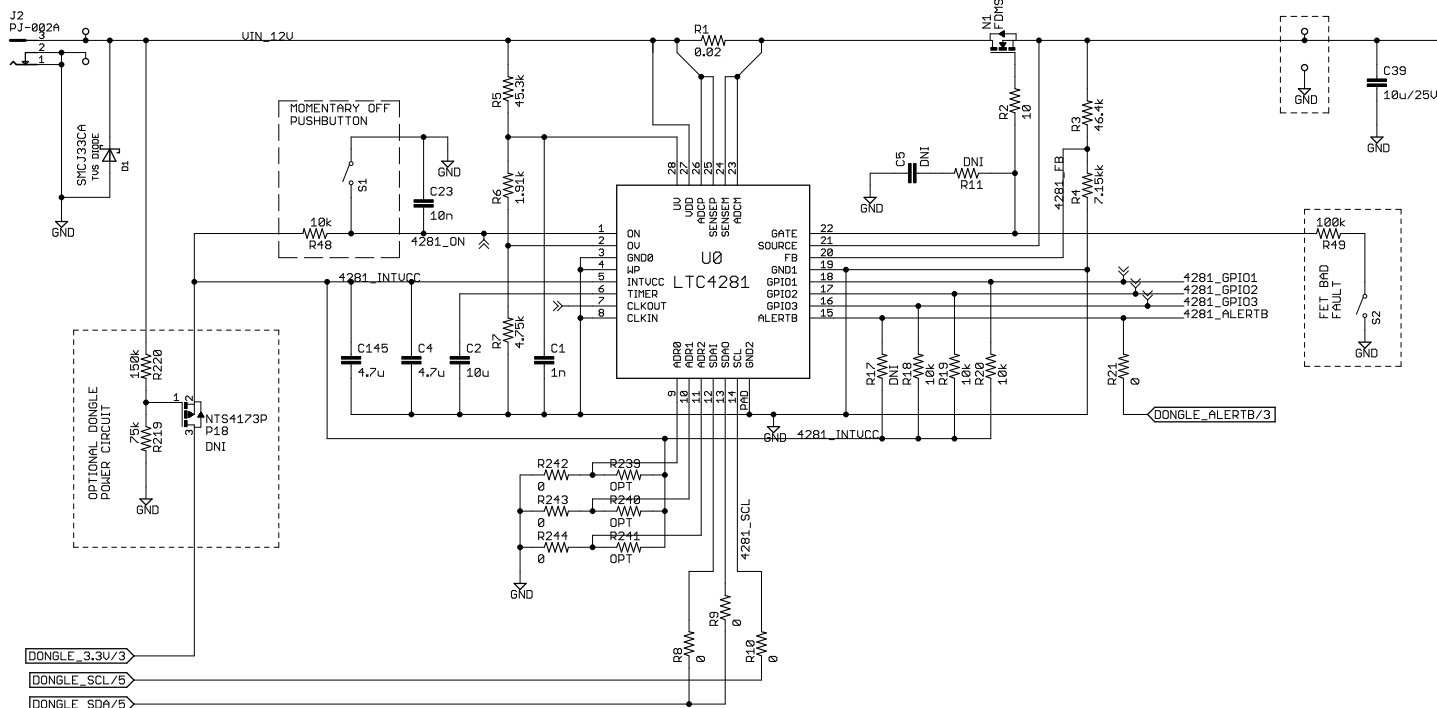 J2
PJ-002A
3
2
1
VIN_12V
R1
0.02
N1
FDMS
SMCJ33CA
TVS DIODE
D1
MOMENTARY OFF
PUSHBUTTON
S1
GND
C23
10n
10k
R48
4281_ON
GND
R5
45.3k
R6
1.91k
R7
4.75k
28
27
26
25
24
23
UV
VDD
ADCP
SENSEP
SENSEM
ADCM
C5
DNI
DNI
R11
GND
R2
10
R3
46.4k
4281_FB
R4
7.15kk
GND
C39
10u/25V
GND
1
ON
2
OV
3
GND0
4
WP
5
INTVCC
6
TIMER
7
CLKOUT
8
CLKIN
U0
LTC4281
GATE
22
SOURCE
21
FB
20
GND1
19
GPIO1
18
GPIO2
17
GPIO3
16
ALERTB
15
ADR0
ADR1
ADR2
SDAI
SDAO
SCL
GND2
9
10
11
12
13
14
PAD
100k
R49
FET BAD
FAULT
S2
GND
4281_GPIO1
4281_GPIO2
4281_GPIO3
4281_ALERTB
4281_INTVCC
C145
4.7u
C4
4.7u
C2
10u
C1
1n
R17
DNI
R18
10k
R19
10k
R20
10k
R21
0
DONGLE_ALERTB/3
GND
4281_INTVCC
OPTIONAL DONGLE
POWER CIRCUIT
150k
R220
75k
R219
1
2
3
NTS4173P
P18
DNI
GND
R242
0
R239
OPT
R243
0
R240
OPT
R244
0
R241
OPT
GND
4281_SCL
R8
0
R9
0
R10
0
DONGLE_3.3V/3
DONGLE_SCL/5
DONGLE_SDA/5